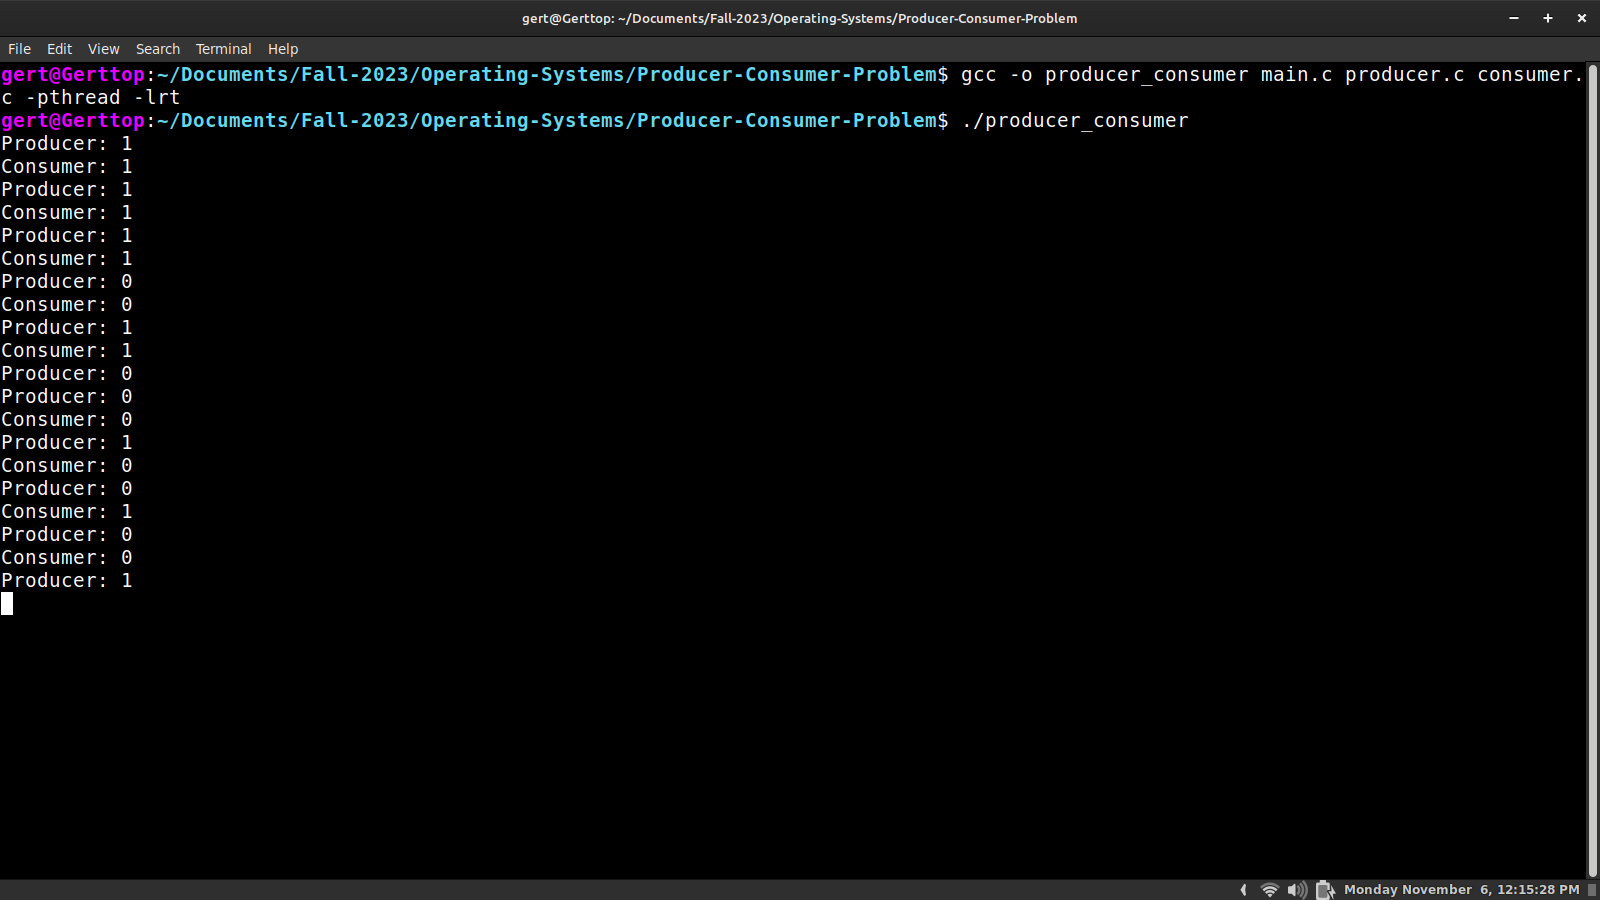 gert@Gerttop: ~/Documents/Fall-2023/Operating-Systems/Producer-Consumer-Problem
File Edit View Search Terminal Help
gert@Gerttop:~/Documents/Fall-2023/Operating-Systems/Producer-Consumer-Problem$ gcc -o producer_consumer main.c producer.c consumer.
c -pthread -lrt
gert@Gerttop:~/Documents/Fall-2023/Operating-Systems/Producer-Consumer-Problem$ ./producer_consumer
Producer: 1
Consumer: 1
Producer: 1
Consumer: 1
Producer: 1
Consumer: 1
Producer: 0
Consumer: 0
Producer: 1
Consumer: 1
Producer: 0
Producer: 0
Consumer: 0
Producer: 1
Consumer: 0
Producer: 0
Consumer: 1
Producer: 0
Consumer: 0
Producer: 1
Monday November 6, 12:15:28 PM